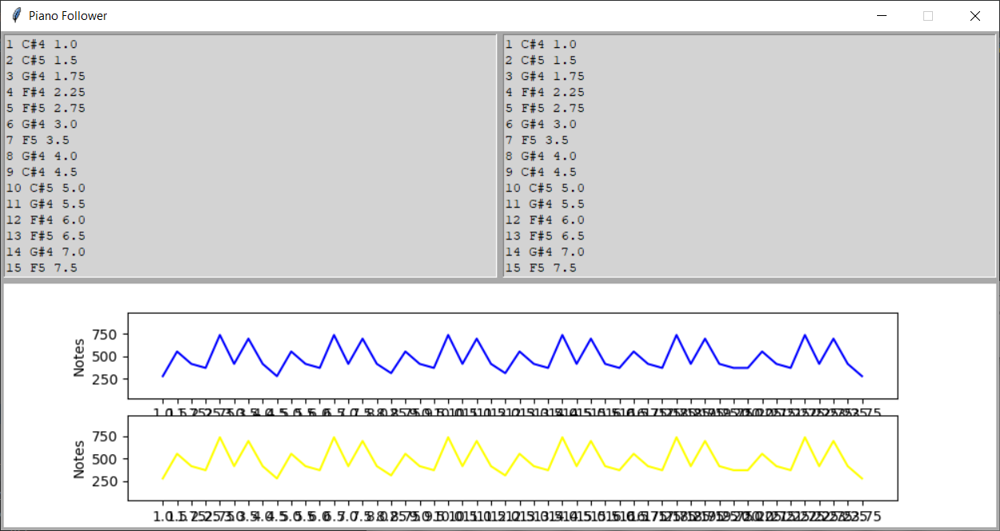 Piano Follower
1 C#4 1.0
2 C#5 1.5
3 G#4 1.75
4 F#4 2.25
5 F#5 2.75
6 G#4 3.0
7 F5 3.5
8 G#4 4.0
9 C#4 4.5
10 C#5 5.0
11 G#4 5.5
12 F#4 6.0
13 F#5 6.5
14 G#4 7.0
15 F5 7.5
1 C#4 1.0
2 C#5 1.5
3 G#4 1.75
4 F#4 2.25
5 F#5 2.75
6 G#4 3.0
7 F5 3.5
8 G#4 4.0
9 C#4 4.5
10 C#5 5.0
11 G#4 5.5
12 F#4 6.0
13 F#5 6.5
14 G#4 7.0
15 F5 7.5
Notes
750
500
250
Notes
750
500
250